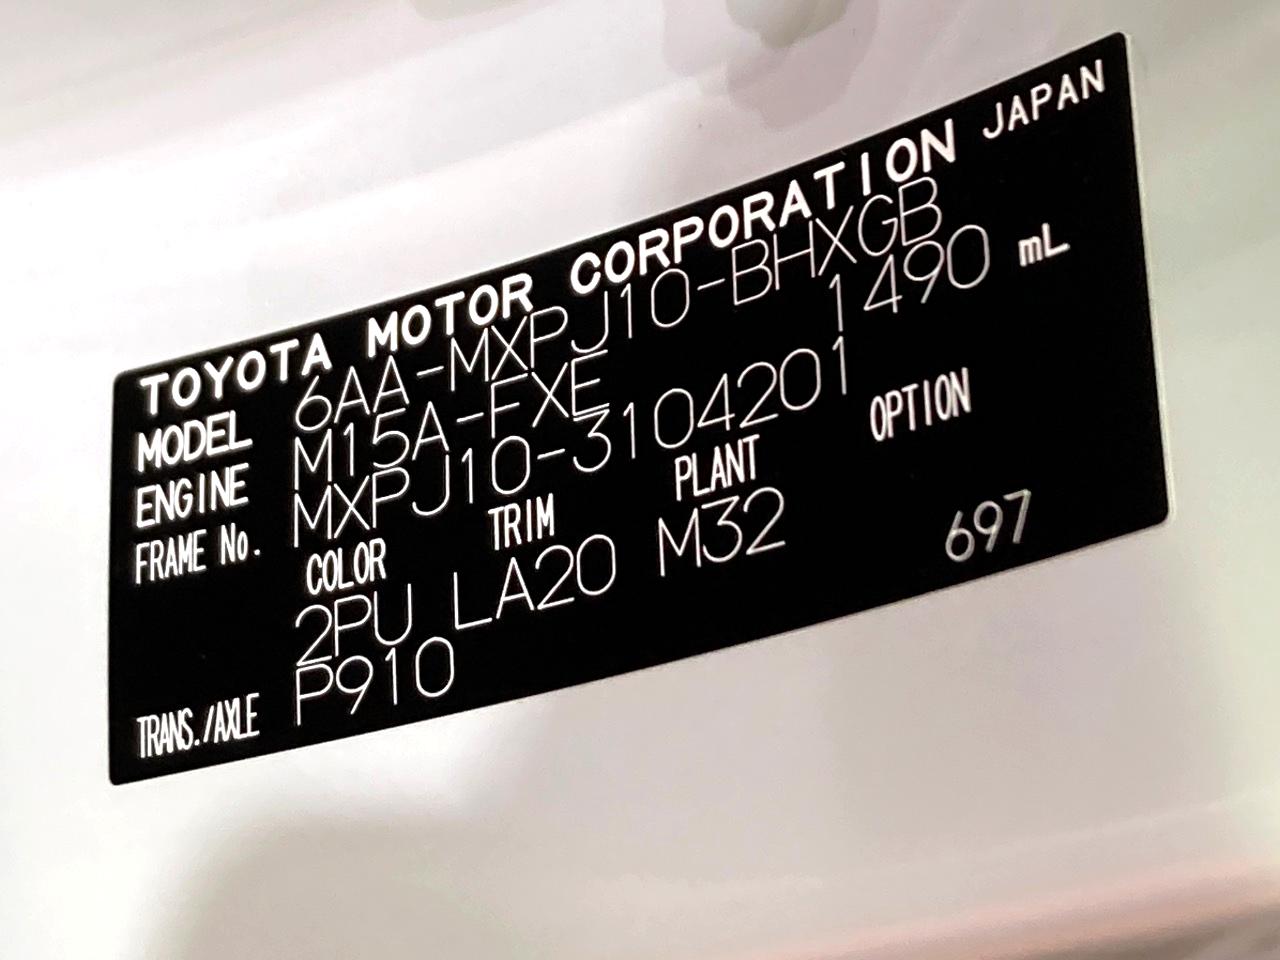 TOYOTA MOTOR CORPORATION JAPAN
MODEL 6AA-MXPJ10-BHXGB
ENGINE M15A-FXE 1490 mL
FRAME No. MXPJ10-3104201
COLOR TRIM PLANT OPTION
2PU LA20 M32 697
TRANS./AXLE P910